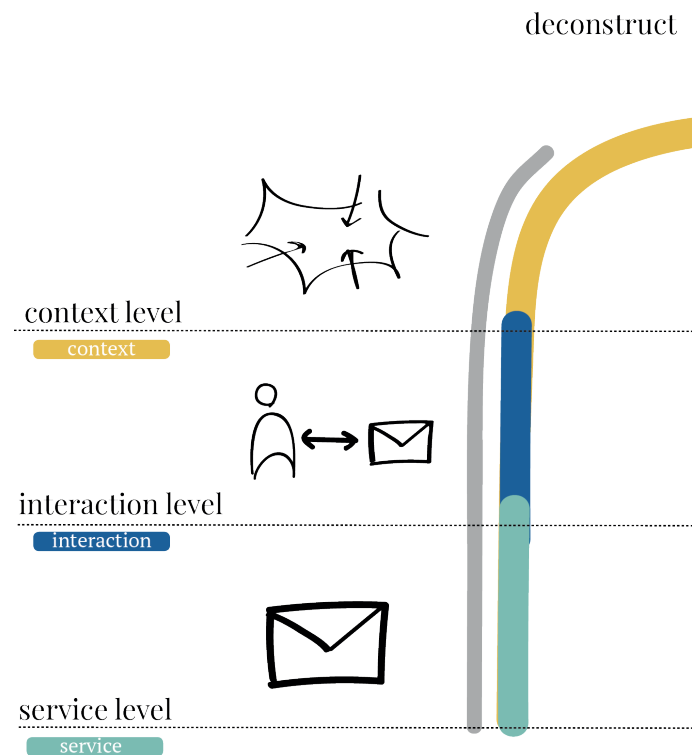 deconstruct
context level
context
interaction level
interaction
service level
service